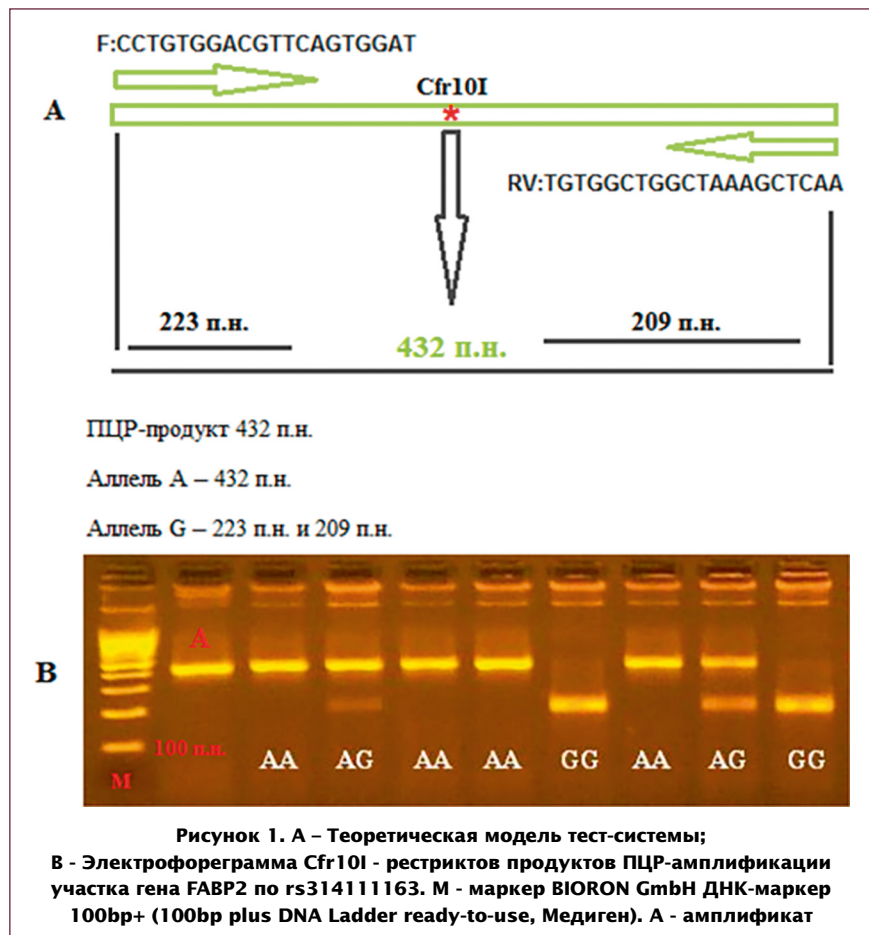 F:CCTGTGGACGTTCAGTGGAT
Cfr10I
A
*
RV:TGTGGCTGGCTAAAGCTCAA
223 п.н.
209 п.н.
432 п.н.
ПЦР-продукт 432 п.н.
Аллель А – 432 п.н.
Аллель G – 223 п.н. и 209 п.н.
A
B
100 п.н.
AA AG AA AA GG AA AG GG
M
Рисунок 1. А – Теоретическая модель тест-системы;
В - Электрофореграмма Cfr10I - рестриктов продуктов ПЦР-амплификации
участка гена FABP2 по rs314111163. М - маркер BIORON GmbH ДНК-маркер
100bp+ (100bp plus DNA Ladder ready-to-use, Медиген). А - амплификат